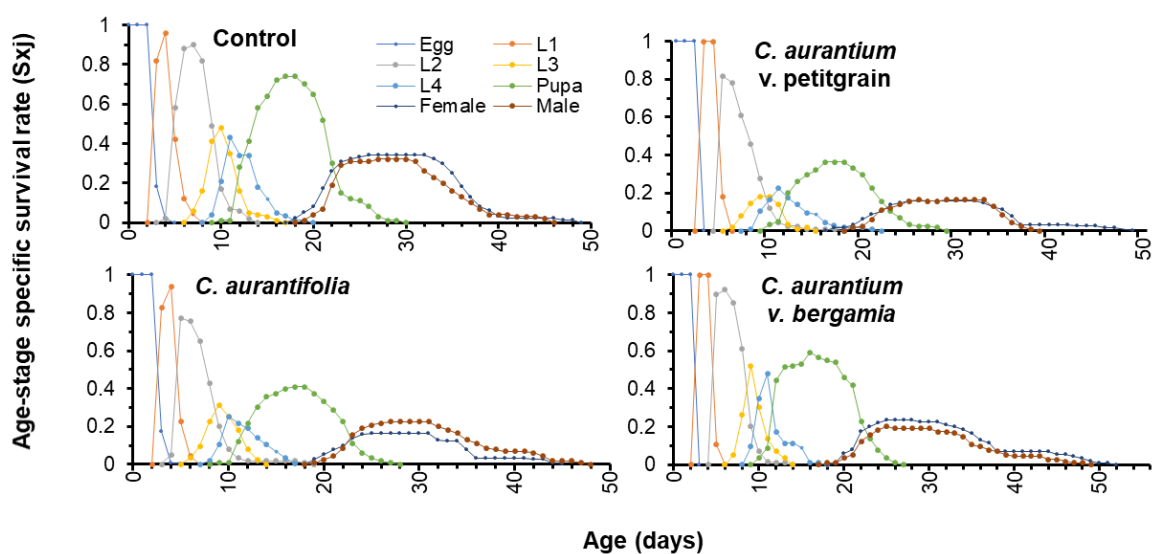 Age-stage specific survival rate (Sxj)
Control
Egg L1
L2 L3
L4 Pupa
Female Male
1
0.8
0.6
0.4
0.2
0
0 10 20 30 40 50
C. aurantium
v. petitgrain
1
0.8
0.6
0.4
0.2
0
0 10 20 30 40 50
C. aurantifolia
1
0.8
0.6
0.4
0.2
0
0 10 20 30 40 50
C. aurantium
v. bergamia
1
0.8
0.6
0.4
0.2
0
0 10 20 30 40 50
Age (days)